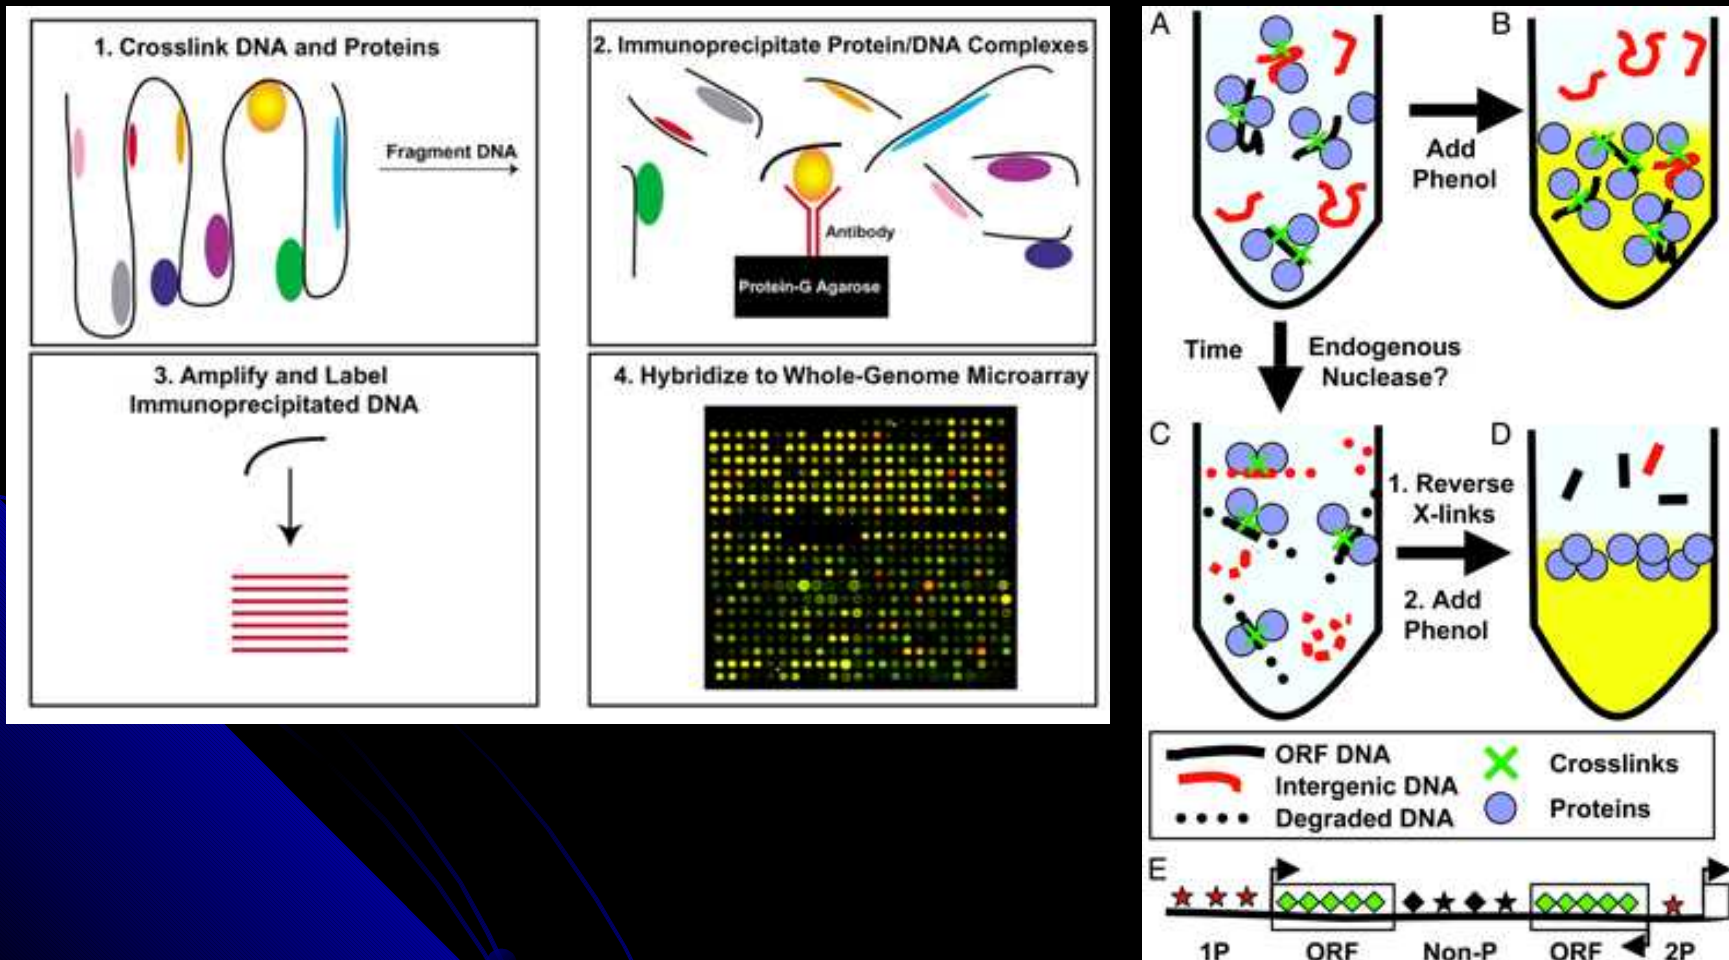 1. Crosslink DNA and Proteins
Fragment DNA
2. Immunoprecipitate Protein/DNA Complexes
Antibody
Protein-G Agarose
3. Amplify and Label
Immunoprecipitated DNA
4. Hybridize to Whole-Genome Microarray
A
B
Add
Phenol
Time
Endogenous
Nuclease?
C
D
1. Reverse
X-links
2. Add
Phenol
ORF DNA
Intergenic DNA
Degraded DNA
Crosslinks
Proteins
E
1P
ORF
Non-P
ORF
2P